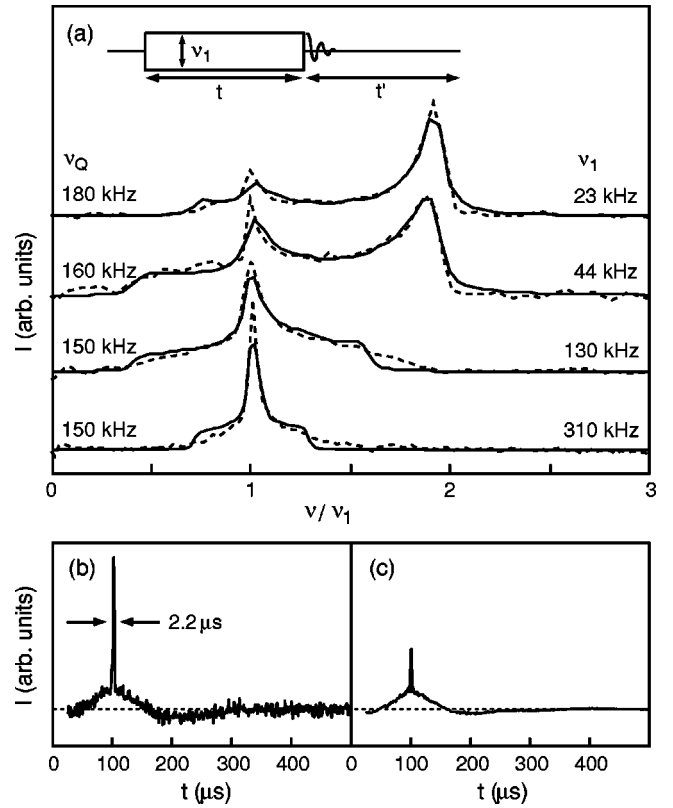 (a)
ν₁
t
t'
ν_Q
ν₁
180 kHz
23 kHz
160 kHz
44 kHz
150 kHz
130 kHz
150 kHz
310 kHz
I (arb. units)
0
1
2
3
ν/ ν₁
(b)
(c)
2.2 μs
I (arb. units)
0 100 200 300 400
0 100 200 300 400
t (μs)
t (μs)